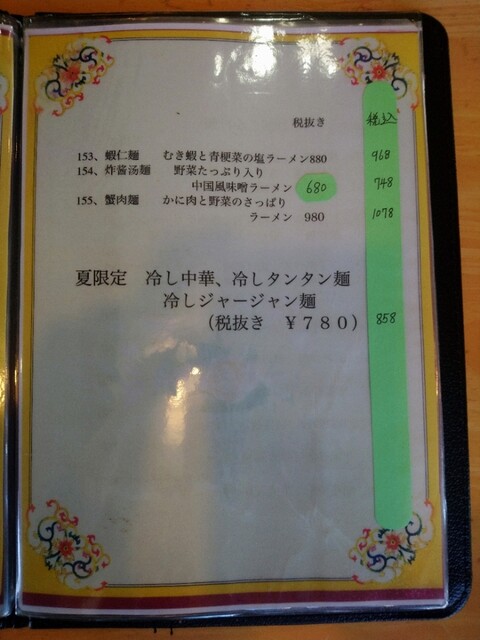 税抜き 税込
153、蝦仁麺 むき蝦と青梗菜の塩ラーメン880 968
154、炸酱汤麺 野菜たっぷり入り
中国風味噌ラーメン 680 748
155、蟹肉麺 かに肉と野菜のさっぱり
ラーメン 980 1078
夏限定 冷し中華、冷しタンタン麺
冷しジャージャン麺
(税抜き ￥７８０) 858